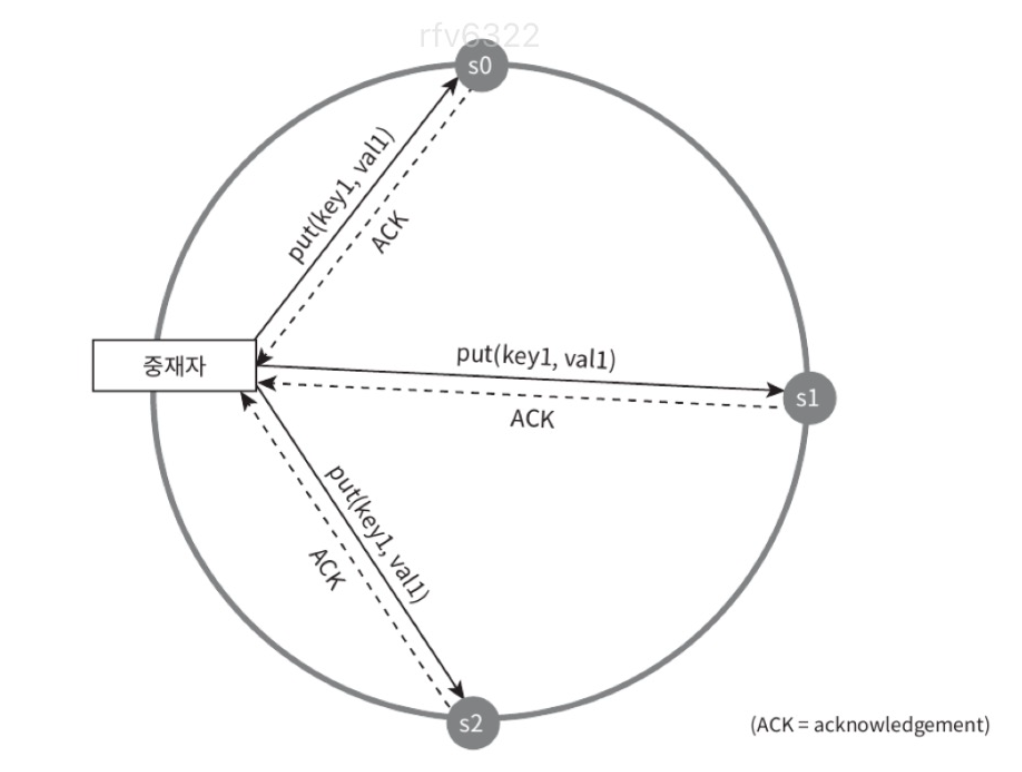 rfv6322
s0
put(key1, val1)
ACK
중재자
put(key1, val1)
s1
ACK
put(key1, val1)
ACK
s2
(ACK = acknowledgement)